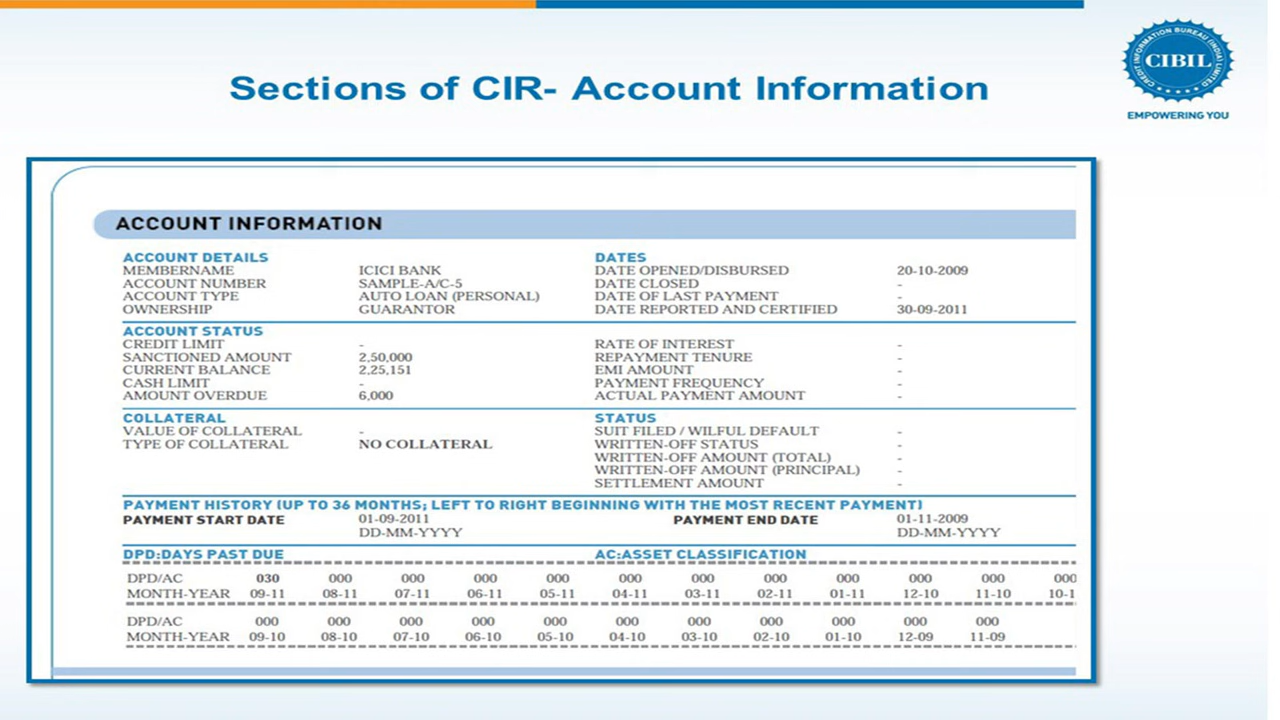 Sections of CIR- Account Information
CREDIT INFORMATION BUREAU (INDIA) LIMITED
CIBIL
EMPOWERING YOU
ACCOUNT INFORMATION
ACCOUNT DETAILS DATES
MEMBERNAME ICICI BANK DATE OPENED/DISBURSED 20-10-2009
ACCOUNT NUMBER SAMPLE-A/C-5 DATE CLOSED -
ACCOUNT TYPE AUTO LOAN (PERSONAL) DATE OF LAST PAYMENT -
OWNERSHIP GUARANTOR DATE REPORTED AND CERTIFIED 30-09-2011
ACCOUNT STATUS
CREDIT LIMIT - RATE OF INTEREST -
SANCTIONED AMOUNT 2,50,000 REPAYMENT TENURE -
CURRENT BALANCE 2,25,151 EMI AMOUNT -
CASH LIMIT - PAYMENT FREQUENCY -
AMOUNT OVERDUE 6,000 ACTUAL PAYMENT AMOUNT -
COLLATERAL STATUS
VALUE OF COLLATERAL - SUIT FILED / WILFUL DEFAULT -
TYPE OF COLLATERAL NO COLLATERAL WRITTEN-OFF STATUS -
WRITTEN-OFF AMOUNT (TOTAL) -
WRITTEN-OFF AMOUNT (PRINCIPAL) -
SETTLEMENT AMOUNT -
PAYMENT HISTORY (UP TO 36 MONTHS; LEFT TO RIGHT BEGINNING WITH THE MOST RECENT PAYMENT)
PAYMENT START DATE 01-09-2011 PAYMENT END DATE 01-11-2009
DD-MM-YYYY DD-MM-YYYY
DPD:DAYS PAST DUE AC:ASSET CLASSIFICATION
DPD/AC 030 000 000 000 000 000 000 000 000 000 000 000
MONTH-YEAR 09-11 08-11 07-11 06-11 05-11 04-11 03-11 02-11 01-11 12-10 11-10 10-1
DPD/AC 000 000 000 000 000 000 000 000 000 000 000
MONTH-YEAR 09-10 08-10 07-10 06-10 05-10 04-10 03-10 02-10 01-10 12-09 11-09